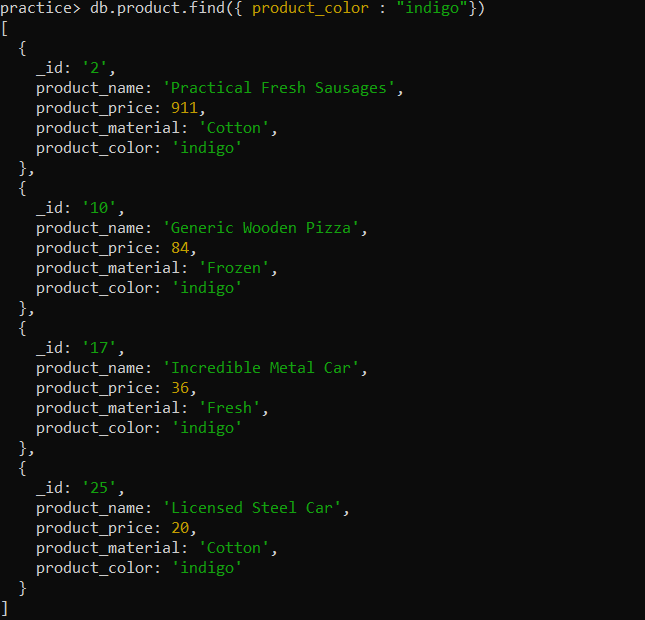 practice> db.product.find({ product_color : "indigo"})
[
  {
    _id: '2',
    product_name: 'Practical Fresh Sausages',
    product_price: 911,
    product_material: 'Cotton',
    product_color: 'indigo'
  },
  {
    _id: '10',
    product_name: 'Generic Wooden Pizza',
    product_price: 84,
    product_material: 'Frozen',
    product_color: 'indigo'
  },
  {
    _id: '17',
    product_name: 'Incredible Metal Car',
    product_price: 36,
    product_material: 'Fresh',
    product_color: 'indigo'
  },
  {
    _id: '25',
    product_name: 'Licensed Steel Car',
    product_price: 20,
    product_material: 'Cotton',
    product_color: 'indigo'
  }
]